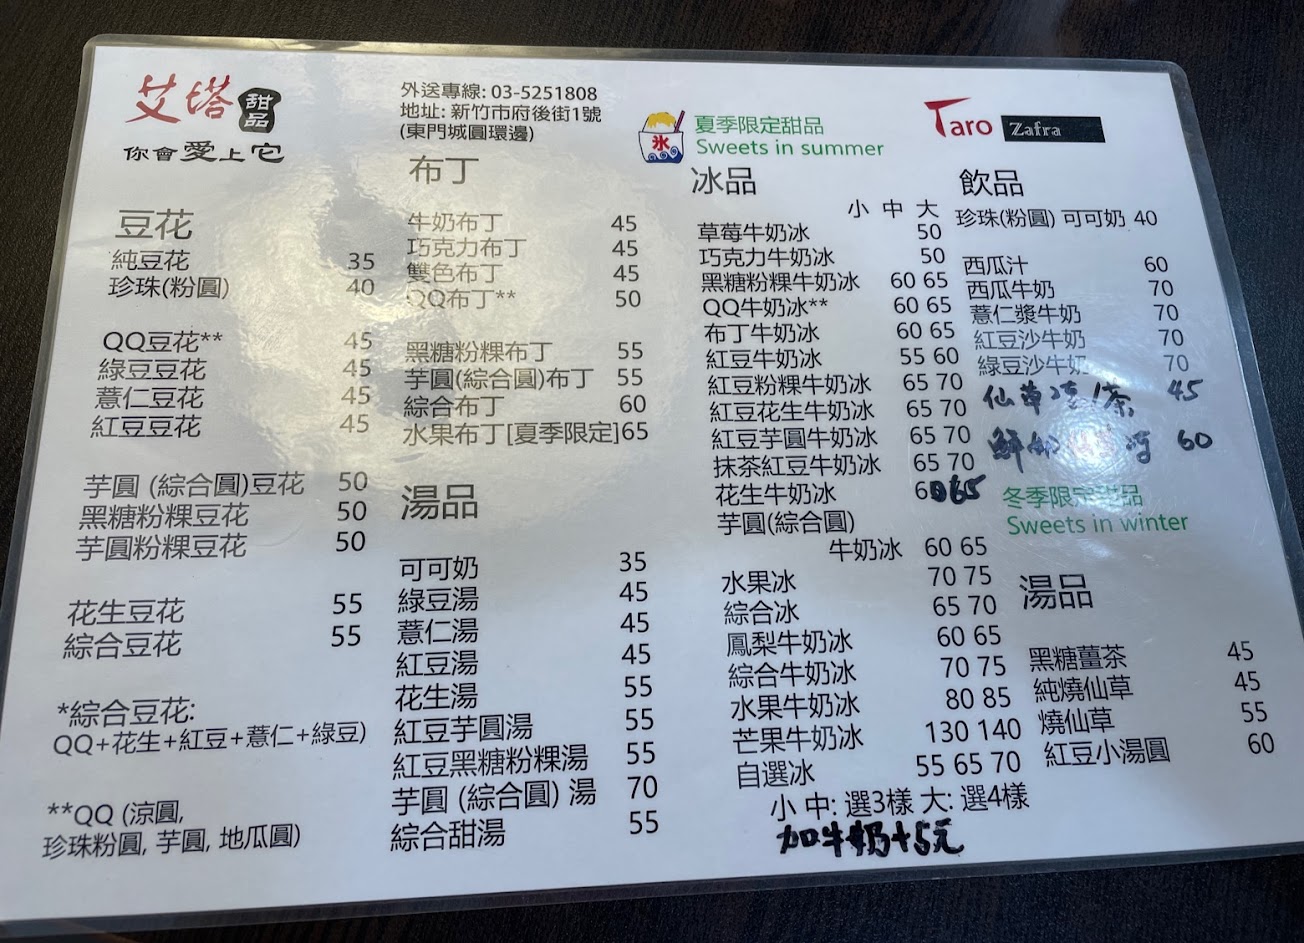 艾塔 甜品
你會愛上它
外送專線: 03-5251808
地址: 新竹市府後街1號
(東門城圓環邊)
豆花
純豆花 35
珍珠(粉圓) 40
QQ豆花** 45
綠豆豆花 45
薏仁豆花 45
紅豆豆花 45
芋圓 (綜合圓)豆花 50
黑糖粉粿豆花 50
芋圓粉粿豆花 50
花生豆花 55
綜合豆花 55
*綜合豆花:
QQ+花生+紅豆+薏仁+綠豆)
**QQ (涼圓,
珍珠粉圓, 芋圓, 地瓜圓)
布丁
牛奶布丁 45
巧克力布丁 45
雙色布丁 45
QQ布丁** 50
黑糖粉粿布丁 55
芋圓(綜合圓)布丁 55
綜合布丁 60
水果布丁[夏季限定]65
湯品
可可奶 35
綠豆湯 45
薏仁湯 45
紅豆湯 45
花生湯 55
紅豆芋圓湯 55
紅豆黑糖粉粿湯 55
芋圓 (綜合圓) 湯 70
綜合甜湯 55
氷
夏季限定甜品
Sweets in summer
冰品
小 中 大
草莓牛奶冰 50
巧克力牛奶冰 50
黑糖粉粿牛奶冰 60 65
QQ牛奶冰** 60 65
布丁牛奶冰 60 65
紅豆牛奶冰 55 60
紅豆粉粿牛奶冰 65 70
紅豆花生牛奶冰 65 70
紅豆芋圓牛奶冰 65 70
抹茶紅豆牛奶冰 65 70
花生牛奶冰 60 65
芋圓(綜合圓)
牛奶冰 60 65
水果冰 70 75
綜合冰 65 70
鳳梨牛奶冰 60 65
綜合牛奶冰 70 75
水果牛奶冰 80 85
芒果牛奶冰 130 140
自選冰 55 65 70
小 中: 選3樣 大: 選4樣
加牛奶+5元
Taro Zafra
飲品
珍珠(粉圓) 可可奶 40
西瓜汁 60
西瓜牛奶 70
薏仁漿牛奶 70
紅豆沙牛奶 70
綠豆沙牛奶 70
仙草 茶 45
鮮奶 60
冬季限定甜品
Sweets in winter
湯品
黑糖薑茶 45
純燒仙草 45
燒仙草 55
紅豆小湯圓 60